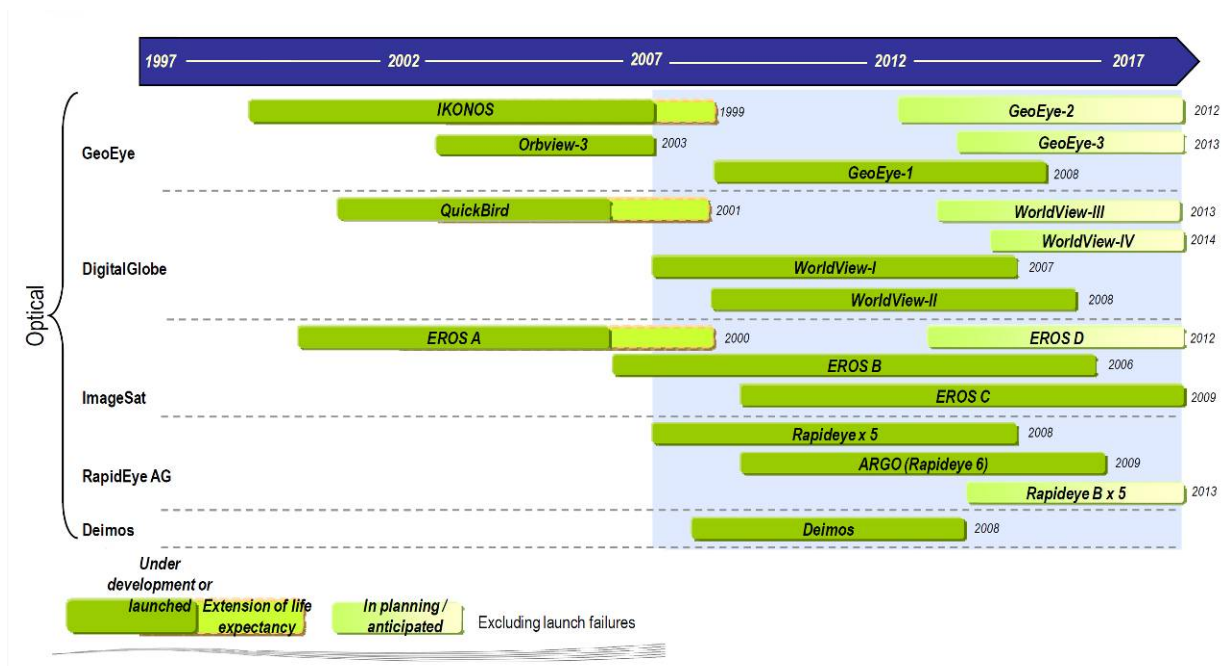 1997 2002 2007 2012 2017
Optical
GeoEye
IKONOS 1999 GeoEye-2 2012
Orbview-3 2003 GeoEye-3 2013
GeoEye-1 2008
DigitalGlobe
QuickBird 2001 WorldView-III 2013
WorldView-IV 2014
WorldView-I 2007
WorldView-II 2008
ImageSat
EROS A 2000 EROS D 2012
EROS B 2006
EROS C 2009
RapidEye AG
Rapideye x 5 2008
ARGO (Rapideye 6) 2009
Rapideye B x 5 2013
Deimos
Deimos 2008
Under
development or
launched
Extension of life
expectancy
In planning /
anticipated
Excluding launch failures